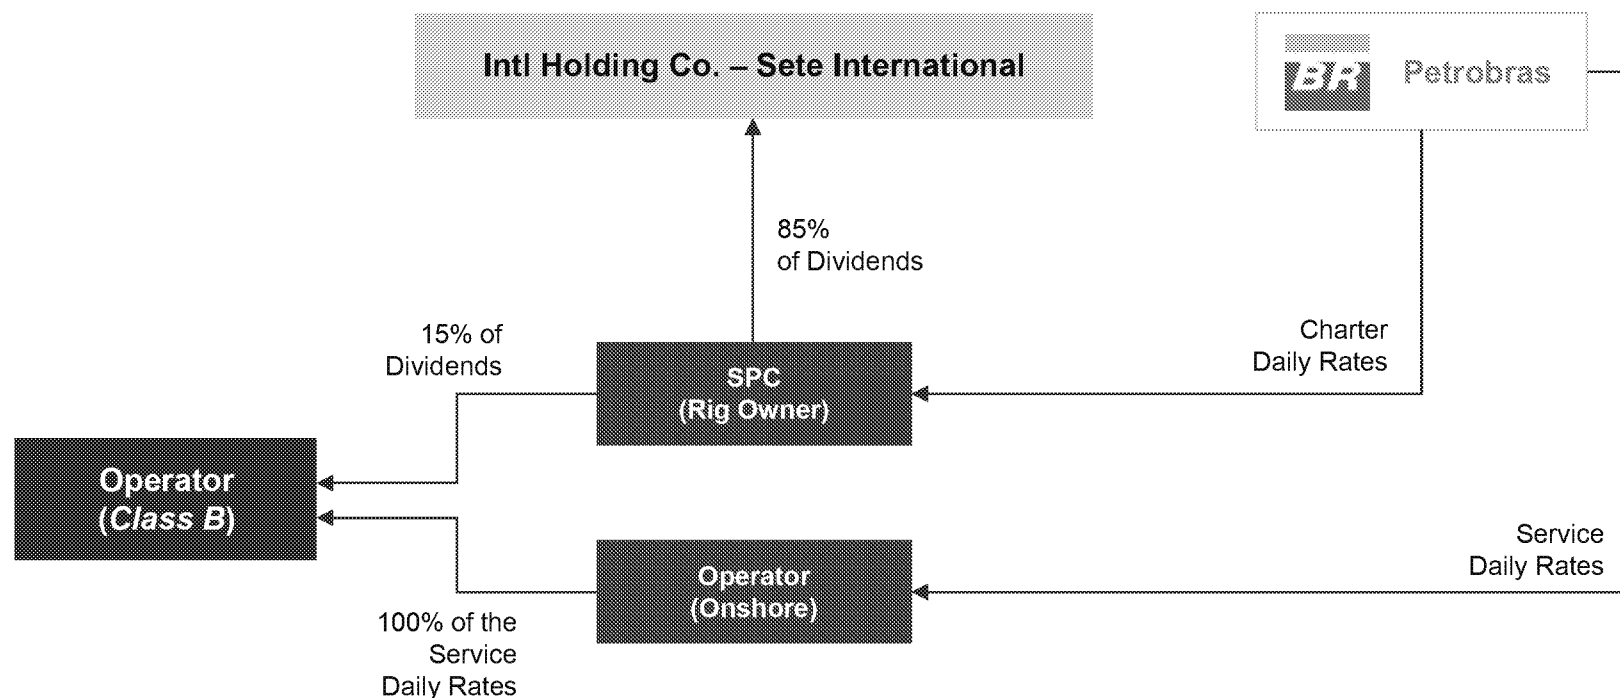 Intl Holding Co. – Sete International
BR Petrobras
85%
of Dividends
15% of
Dividends
Charter
Daily Rates
SPC
(Rig Owner)
Operator
(Class B)
Service
Daily Rates
Operator
(Onshore)
100% of the
Service
Daily Rates